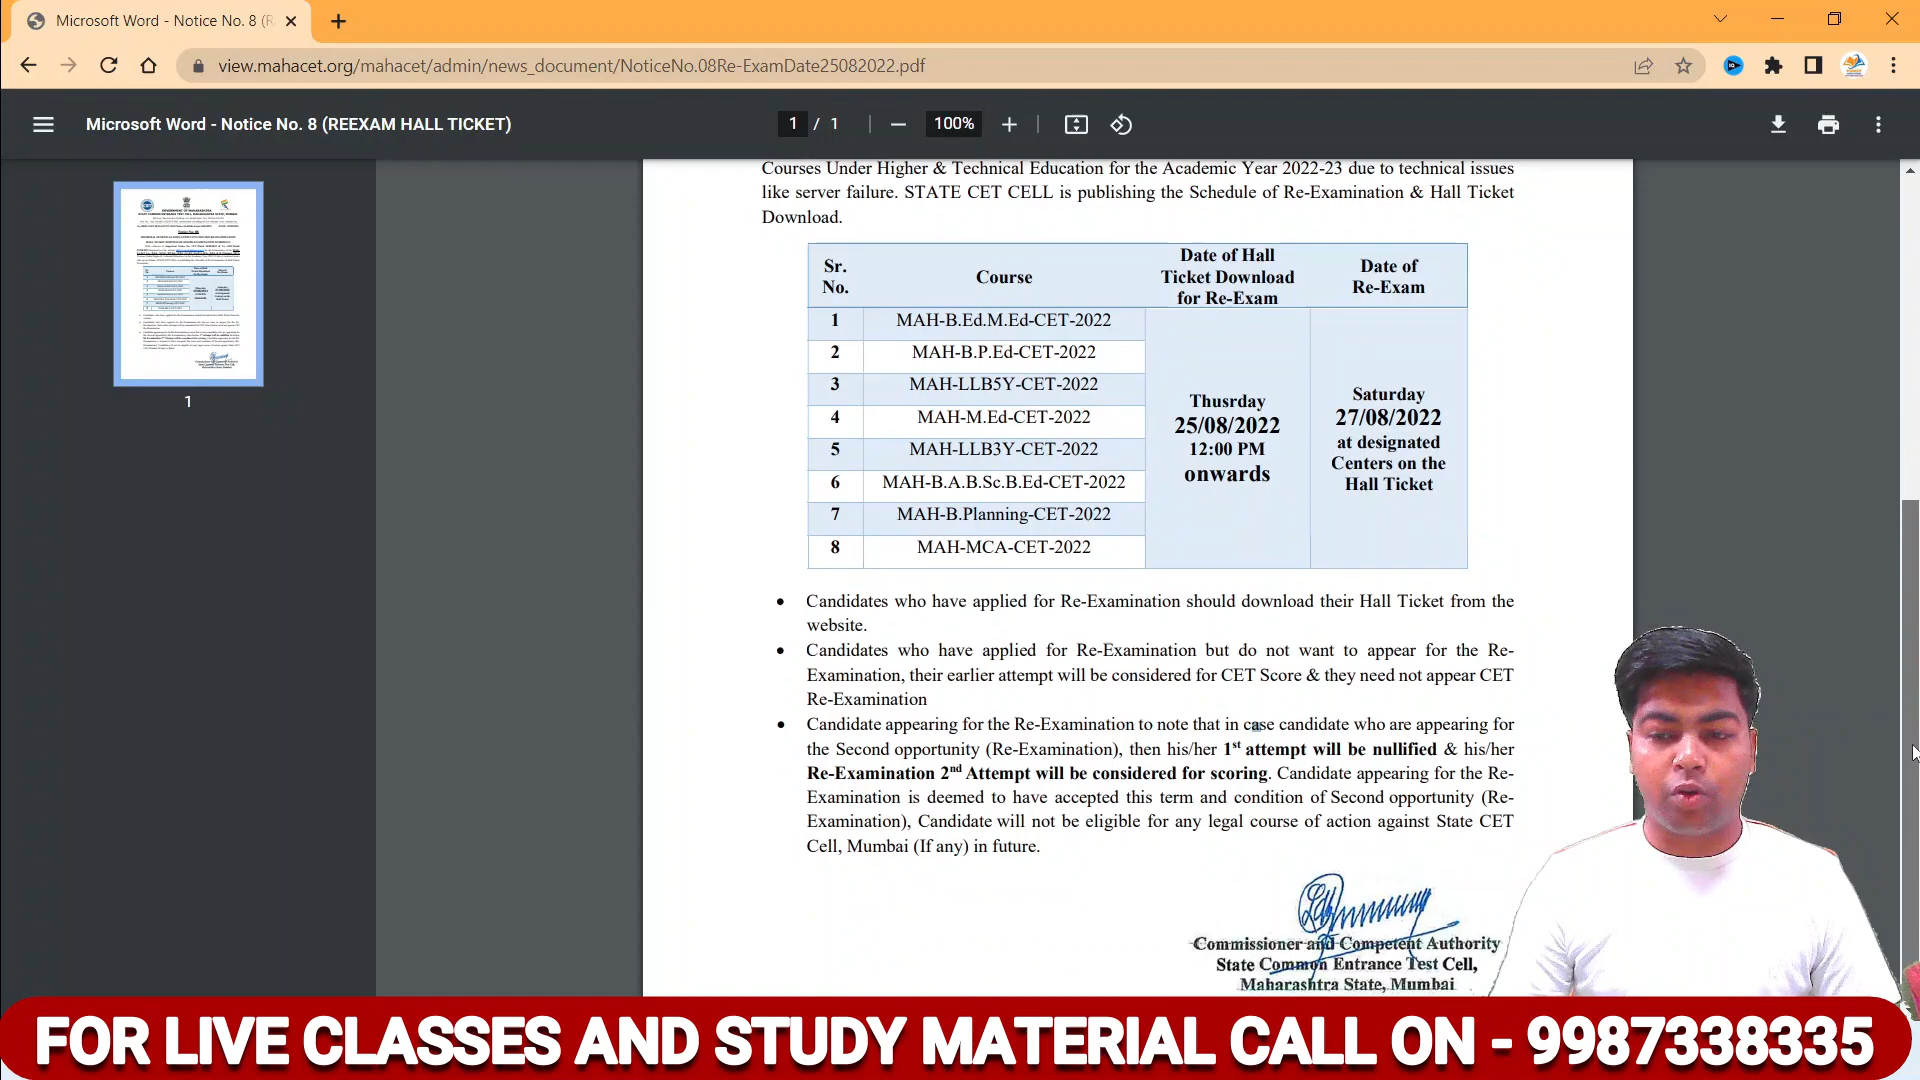 Microsoft Word - Notice No. 8 (R
view.mahacet.org/mahacet/admin/news_document/NoticeNo.08Re-ExamDate25082022.pdf
Microsoft Word - Notice No. 8 (REEXAM HALL TICKET)
1 / 1
100%
1
Courses Under Higher & Technical Education for the Academic Year 2022-23 due to technical issues
like server failure. STATE CET CELL is publishing the Schedule of Re-Examination & Hall Ticket
Download.
Sr. No. Course Date of Hall Ticket Download for Re-Exam Date of Re-Exam
1 MAH-B.Ed.M.Ed-CET-2022
2 MAH-B.P.Ed-CET-2022
3 MAH-LLB5Y-CET-2022
4 MAH-M.Ed-CET-2022
5 MAH-LLB3Y-CET-2022
6 MAH-B.A.B.Sc.B.Ed-CET-2022
7 MAH-B.Planning-CET-2022
8 MAH-MCA-CET-2022
Thusrday
25/08/2022
12:00 PM
onwards
Saturday
27/08/2022
at designated
Centers on the
Hall Ticket
• Candidates who have applied for Re-Examination should download their Hall Ticket from the
website.
• Candidates who have applied for Re-Examination but do not want to appear for the Re-
Examination, their earlier attempt will be considered for CET Score & they need not appear CET
Re-Examination
• Candidate appearing for the Re-Examination to note that in case candidate who are appearing for
the Second opportunity (Re-Examination), then his/her 1st attempt will be nullified & his/her
Re-Examination 2nd Attempt will be considered for scoring. Candidate appearing for the Re-
Examination is deemed to have accepted this term and condition of Second opportunity (Re-
Examination), Candidate will not be eligible for any legal course of action against State CET
Cell, Mumbai (If any) in future.
Commissioner and Competent Authority
State Common Entrance Test Cell,
Maharashtra State, Mumbai
FOR LIVE CLASSES AND STUDY MATERIAL CALL ON - 9987338335